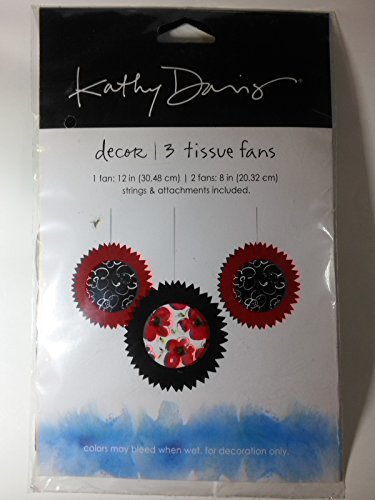 Kathy Davis
decor | 3 tissue fans
1 fan: 12 in (30.48 cm) | 2 fans: 8 in (20.32 cm)
strings & attachments included.
colors may bleed when wet. for decoration only.